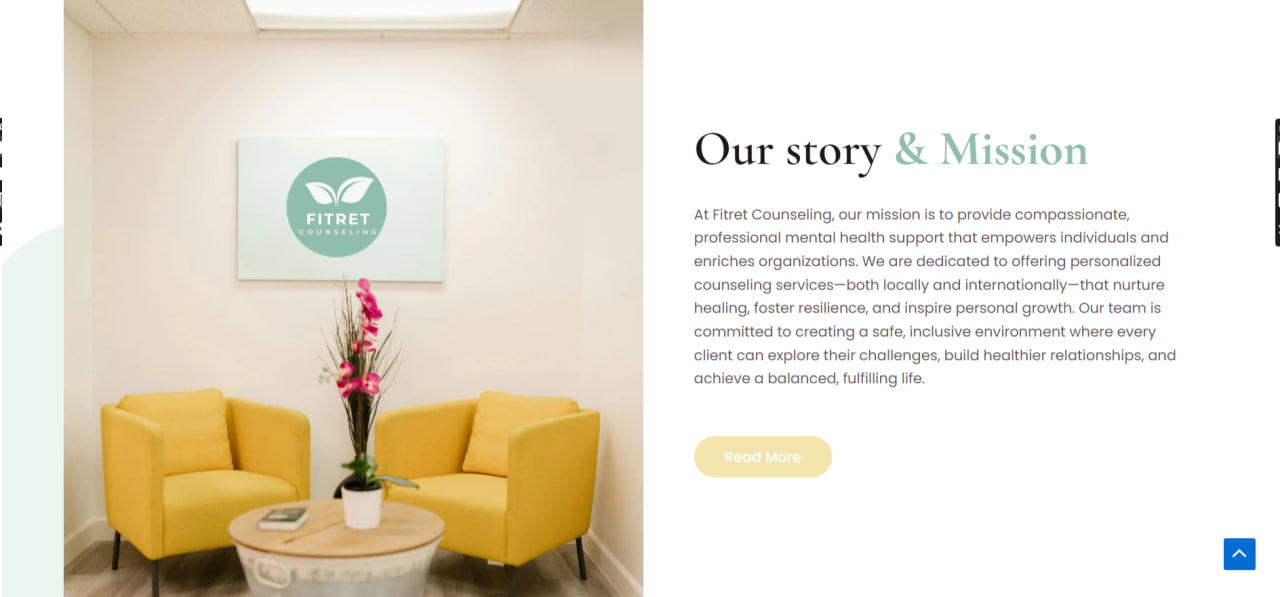 FITRET
COUNSELING
Our story & Mission
At Fitret Counseling, our mission is to provide compassionate,
professional mental health support that empowers individuals and
enriches organizations. We are dedicated to offering personalized
counseling services—both locally and internationally—that nurture
healing, foster resilience, and inspire personal growth. Our team is
committed to creating a safe, inclusive environment where every
client can explore their challenges, build healthier relationships, and
achieve a balanced, fulfilling life.
Read More